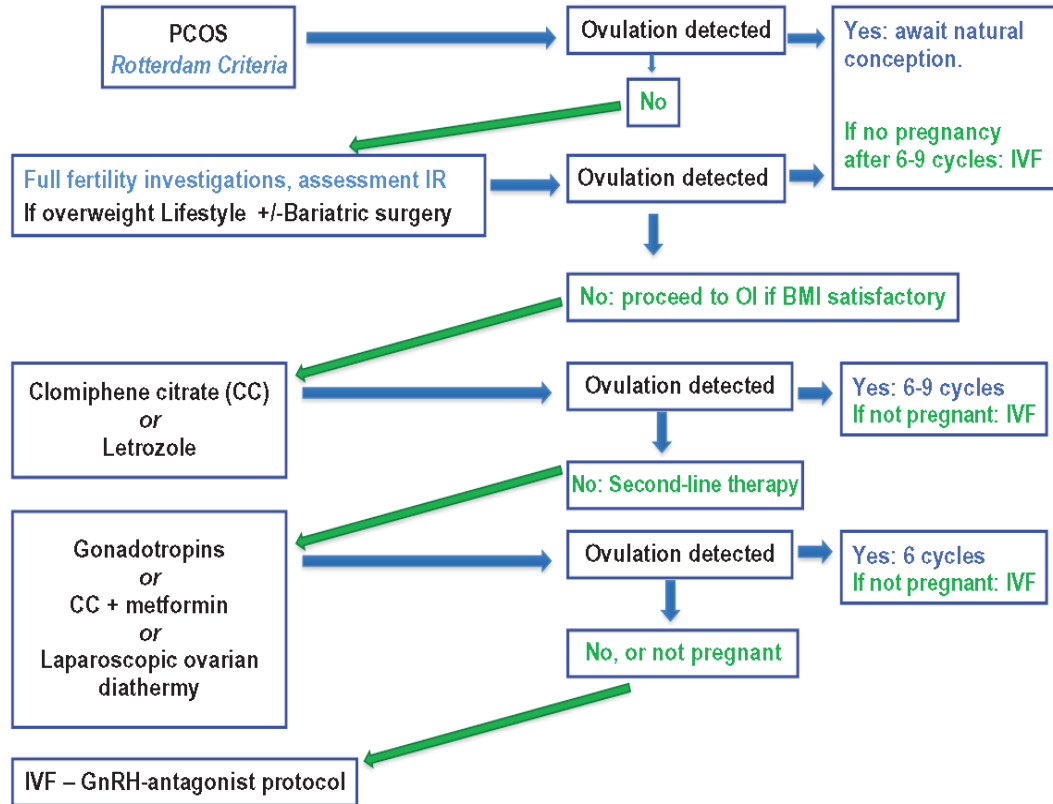 PCOS
Rotterdam Criteria
Ovulation detected
Yes: await natural
conception.
If no pregnancy
after 6-9 cycles: IVF
No
Full fertility investigations, assessment IR
If overweight Lifestyle +/-Bariatric surgery
Ovulation detected
No: proceed to OI if BMI satisfactory
Clomiphene citrate (CC)
or
Letrozole
Ovulation detected
Yes: 6-9 cycles
If not pregnant: IVF
No: Second-line therapy
Gonadotropins
or
CC + metformin
or
Laparoscopic ovarian
diathermy
Ovulation detected
Yes: 6 cycles
If not pregnant: IVF
No, or not pregnant
IVF – GnRH-antagonist protocol